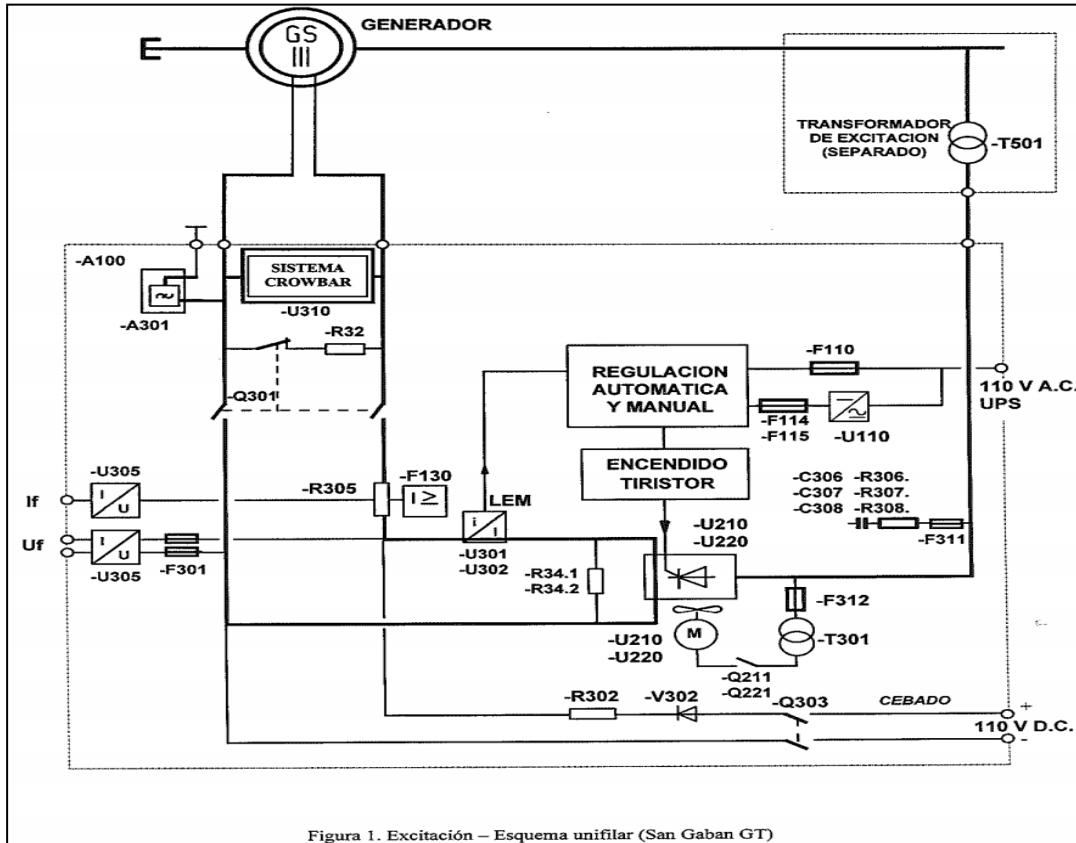 GENERADOR
GS
TRANSFORMADOR
DE EXCITACION
(SEPARADO)
-T501
-A100
-A301
SISTEMA
CROWBAR
-U310
-R32
-Q301
REGULACION
AUTOMATICA
Y MANUAL
-F110
110 V A.C.
UPS
-F114
-F115
-U110
ENCENDIDO
TIRISTOR
-U305
I
U
If
-R305
-F130
I ≥
LEM
i
I
-U301
-U302
Uf
I
U
-U305
-F301
-C306 -R306.
-C307 -R307.
-C308 -R308.
-F311
-U210
-U220
-R34.1
-R34.2
-F312
-T301
-U210
-U220
M
-Q211
-Q221
-R302
-V302
-Q303
CEBADO
+
110 V D.C.
-
Figura 1. Excitación – Esquema unifilar (San Gaban GT)